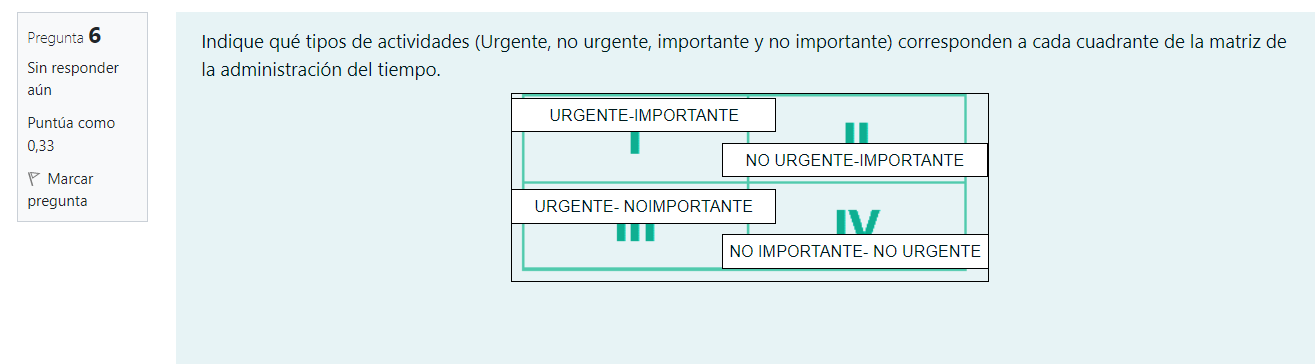 Pregunta 6
Sin responder
aún
Puntúa como
0,33
Marcar
pregunta
Indique qué tipos de actividades (Urgente, no urgente, importante y no importante) corresponden a cada cuadrante de la matriz de
la administración del tiempo.
URGENTE-IMPORTANTE
I
II
NO URGENTE-IMPORTANTE
URGENTE- NOIMPORTANTE
III
IV
NO IMPORTANTE- NO URGENTE